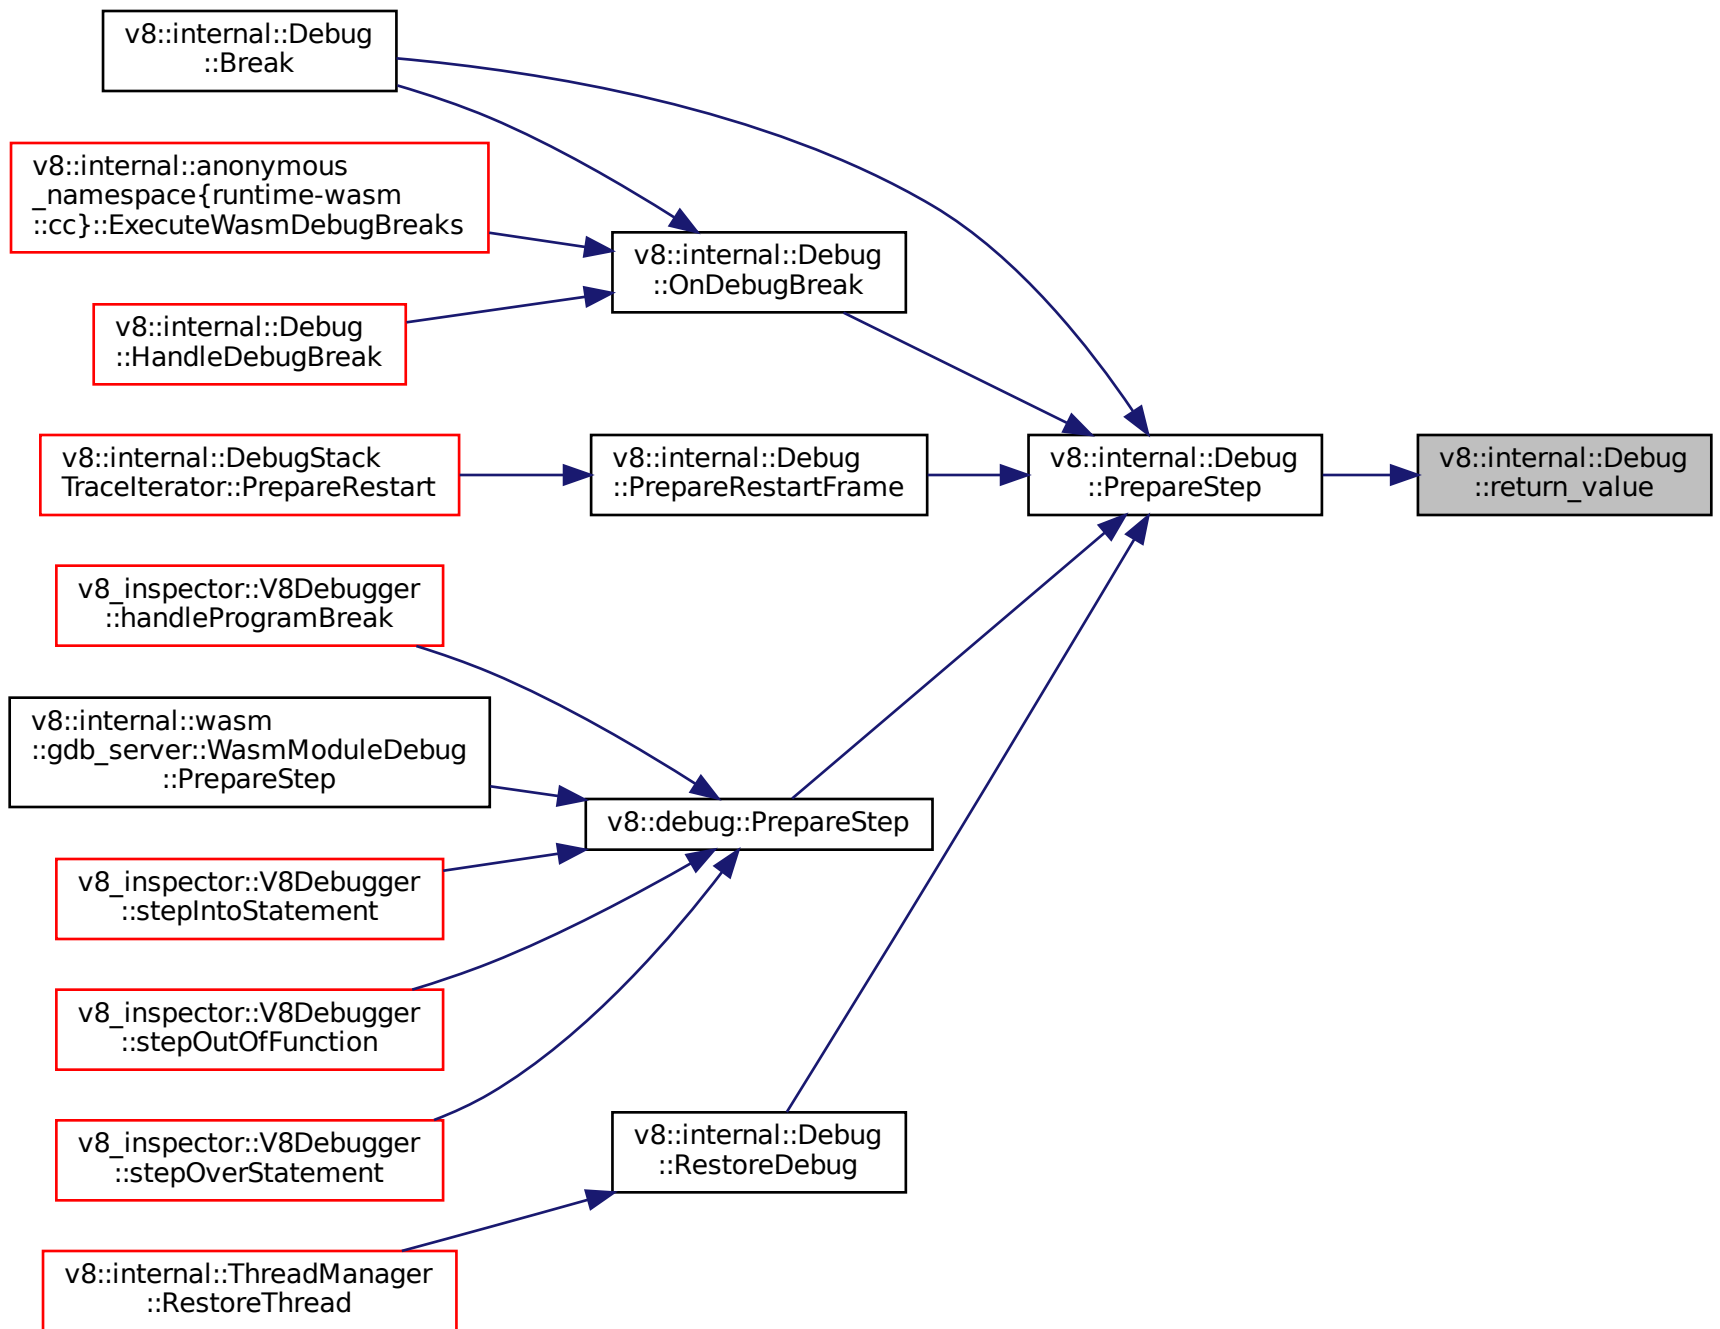 v8::internal::Debug
::Break
v8::internal::anonymous
_namespace{runtime-wasm
::cc}::ExecuteWasmDebugBreaks
v8::internal::Debug
::OnDebugBreak
v8::internal::Debug
::HandleDebugBreak
v8::internal::DebugStack
TraceIterator::PrepareRestart
v8::internal::Debug
::PrepareRestartFrame
v8::internal::Debug
::PrepareStep
v8::internal::Debug
::return_value
v8_inspector::V8Debugger
::handleProgramBreak
v8::internal::wasm
::gdb_server::WasmModuleDebug
::PrepareStep
v8::debug::PrepareStep
v8_inspector::V8Debugger
::stepIntoStatement
v8_inspector::V8Debugger
::stepOutOfFunction
v8_inspector::V8Debugger
::stepOverStatement
v8::internal::Debug
::RestoreDebug
v8::internal::ThreadManager
::RestoreThread